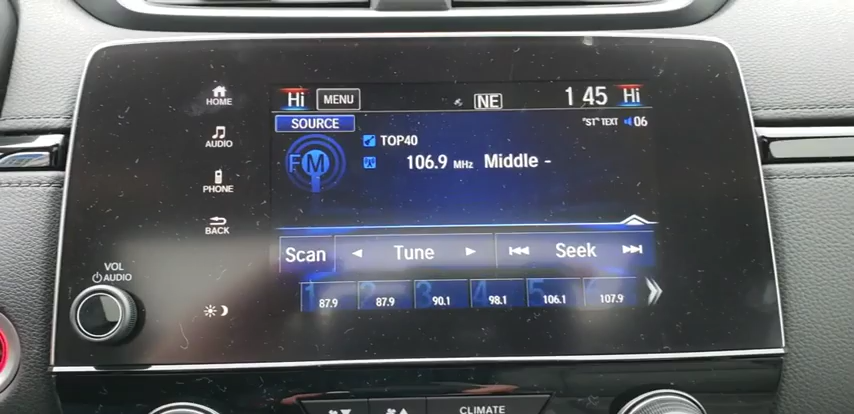 HOME
AUDIO
PHONE
BACK
VOL
AUDIO
Hi MENU NE 1 45 Hi
SOURCE "ST" TEXT 06
TOP40
FM 106.9 MHz Middle -
Scan Tune Seek
1 87.9 2 87.9 3 90.1 4 98.1 5 106.1 107.9
CLIMATE